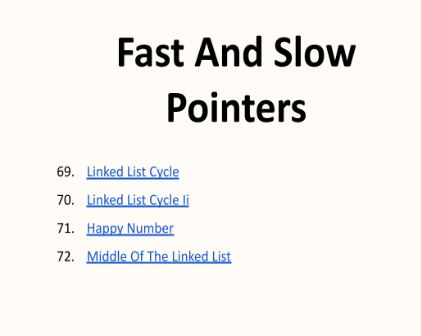 Fast And Slow
Pointers
69. Linked List Cycle
70. Linked List Cycle Ii
71. Happy Number
72. Middle Of The Linked List